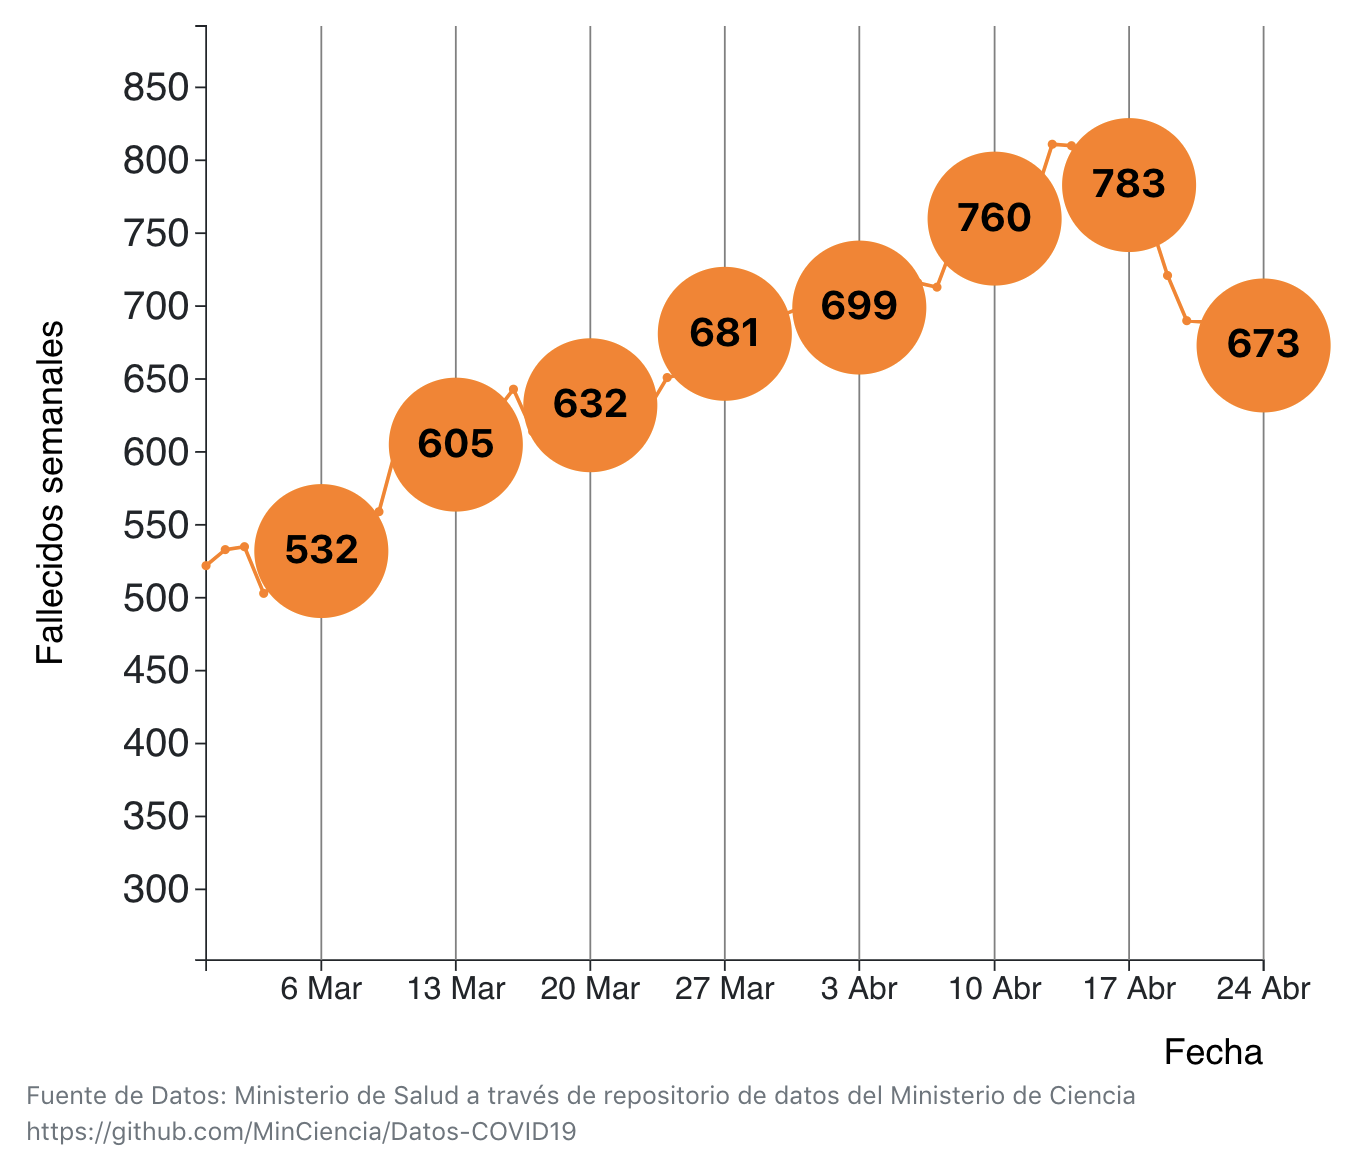 850
800
750
700
650
600
550
500
450
400
350
300
Fallecidos semanales
532
605
632
681
699
760
783
673
6 Mar
13 Mar
20 Mar
27 Mar
3 Abr
10 Abr
17 Abr
24 Abr
Fecha
Fuente de Datos: Ministerio de Salud a través de repositorio de datos del Ministerio de Ciencia
https://github.com/MinCiencia/Datos-COVID19